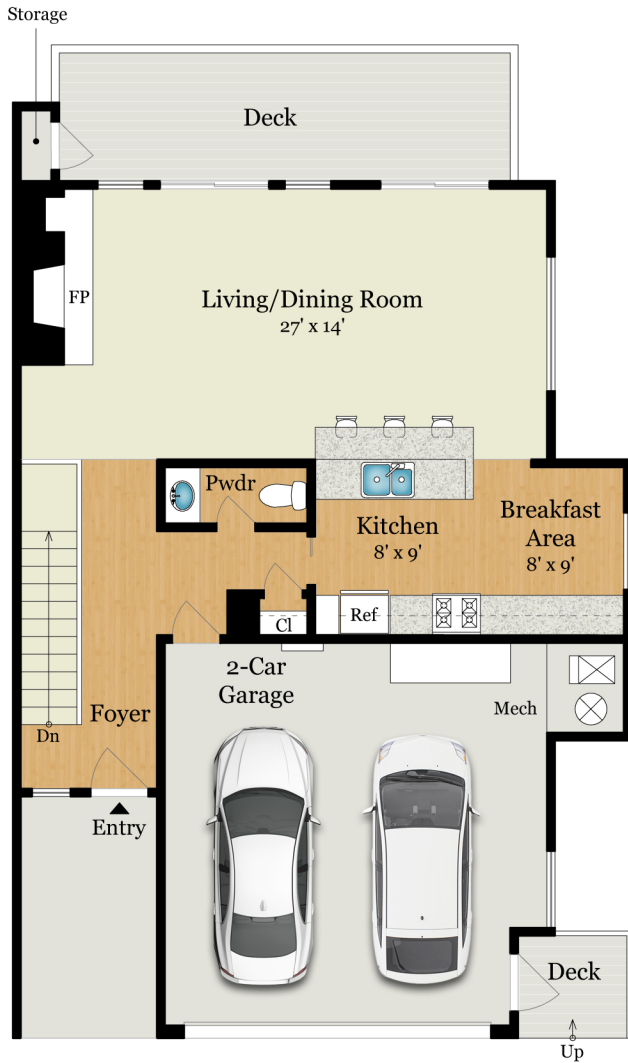 Storage
Deck
Living/Dining Room
27' x 14'
FP
Pwdr
Kitchen
8' x 9'
Breakfast
Area
8' x 9'
Ref
Cl
2-Car
Garage
Mech
Foyer
Dn
Entry
Deck
Up